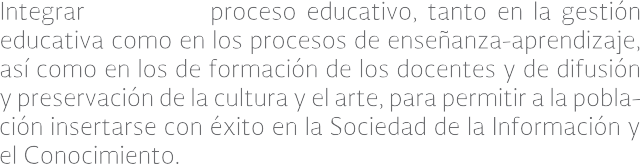 Integrar proceso educativo, tanto en la gestión
educativa como en los procesos de enseñanza-aprendizaje,
así como en los de formación de los docentes y de difusión
y preservación de la cultura y el arte, para permitir a la pobla-
ción insertarse con éxito en la Sociedad de la Información y
el Conocimiento.